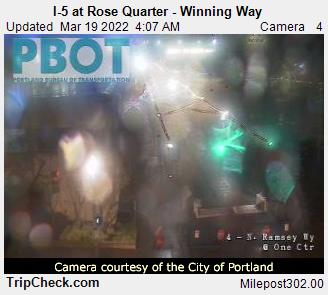 I-5 at Rose Quarter - Winning Way
Updated Mar 19 2022 4:07 AM Camera 4
PBOT
PORTLAND BUREAU OF TRANSPORTATION
4 - N. Ramsey Wy
@ One Ctr
Camera courtesy of the City of Portland
TripCheck.com Milepost302.00